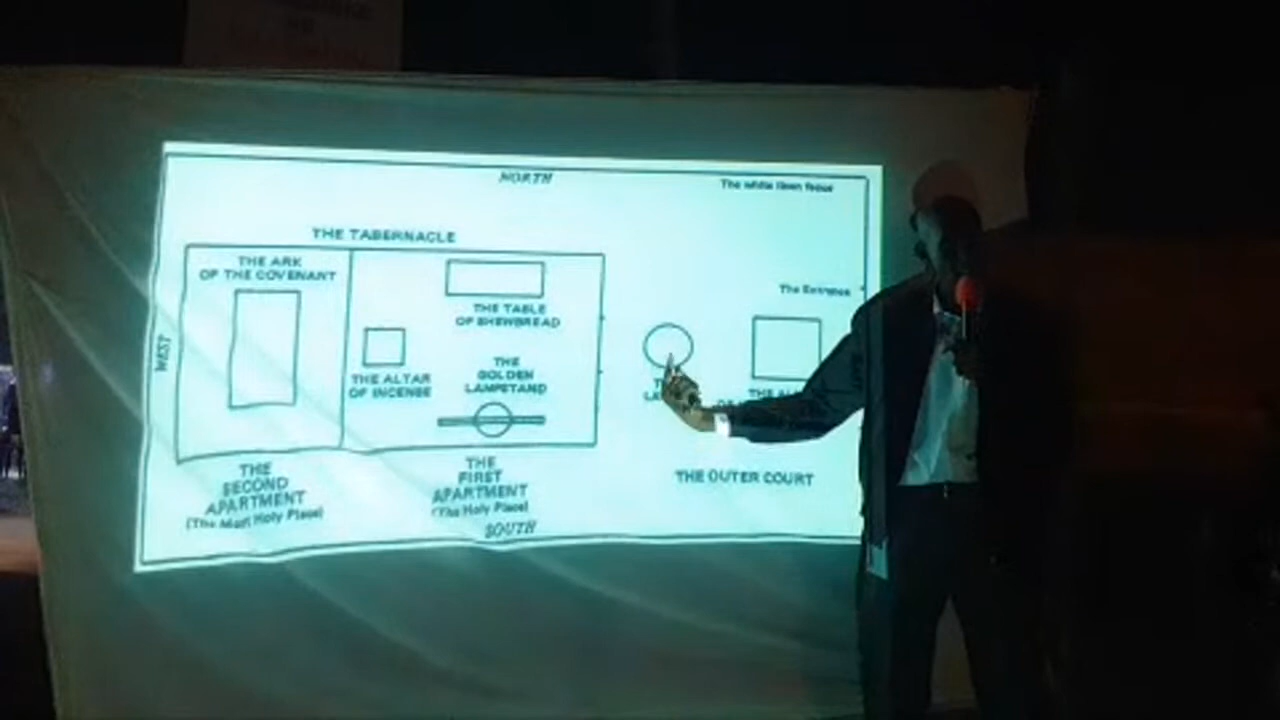 NORTH
The white linen fence
THE TABERNACLE
THE ARK
OF THE COVENANT
THE TABLE
OF SHEWBREAD
The Entrance
WEST
THE
GOLDEN
LAMPSTAND
THE ALTAR
OF INCENSE
THE
SECOND
APARTMENT
(The Most Holy Place)
THE
FIRST
APARTMENT
(The Holy Place)
THE OUTER COURT
SOUTH